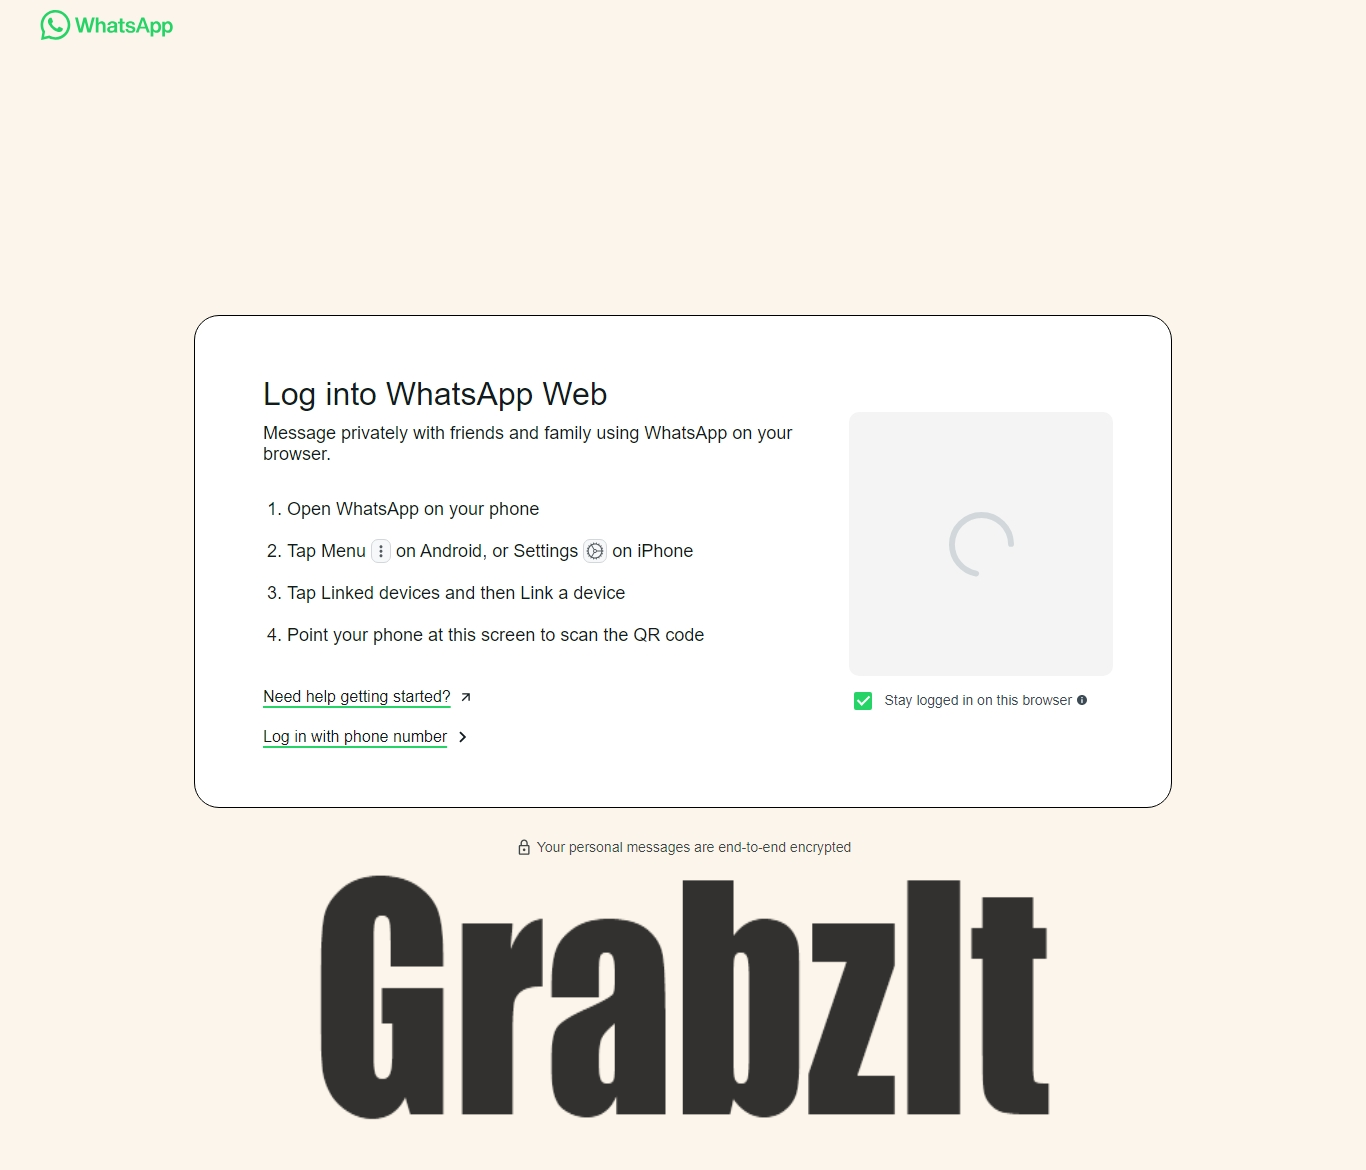 WhatsApp
Log into WhatsApp Web
Message privately with friends and family using WhatsApp on your
browser.
1. Open WhatsApp on your phone
2. Tap Menu on Android, or Settings on iPhone
3. Tap Linked devices and then Link a device
4. Point your phone at this screen to scan the QR code
Need help getting started?
Log in with phone number
Stay logged in on this browser
Your personal messages are end-to-end encrypted
GrabzIt